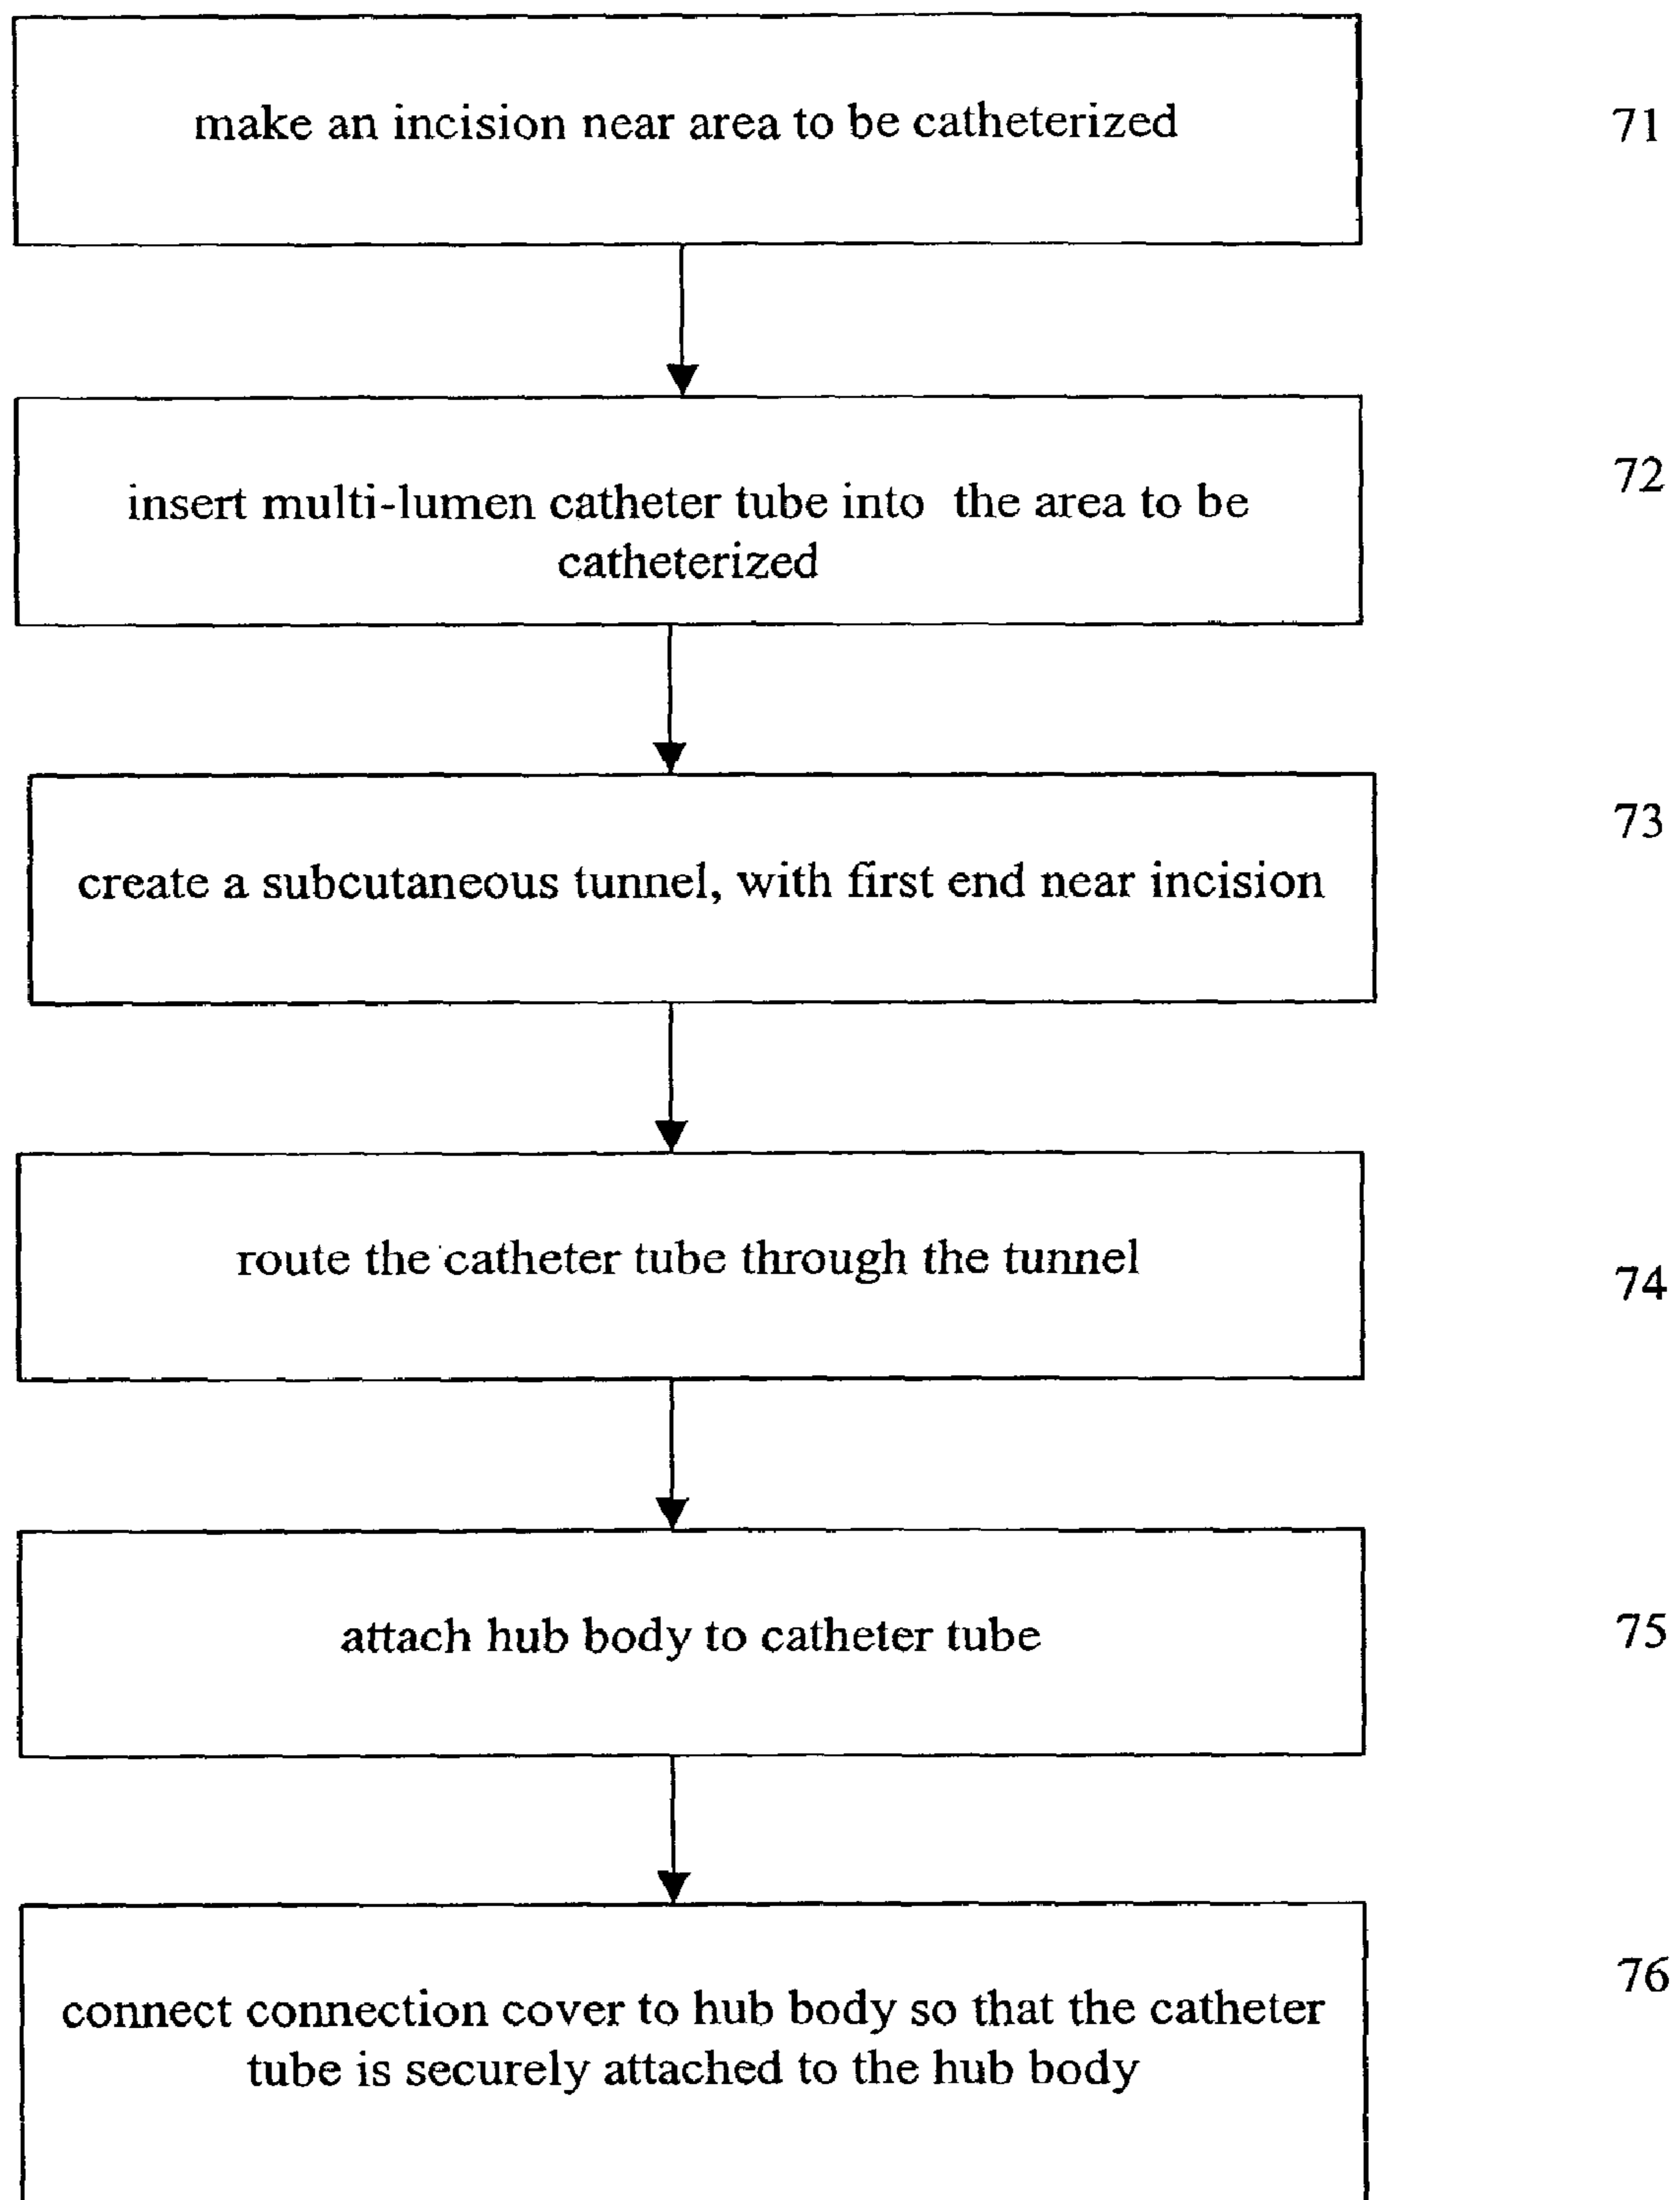 make an incision near area to be catheterized
71
insert multi-lumen catheter tube into the area to be
catheterized
72
create a subcutaneous tunnel, with first end near incision
73
route the catheter tube through the tunnel
74
attach hub body to catheter tube
75
connect connection cover to hub body so that the catheter
tube is securely attached to the hub body
76